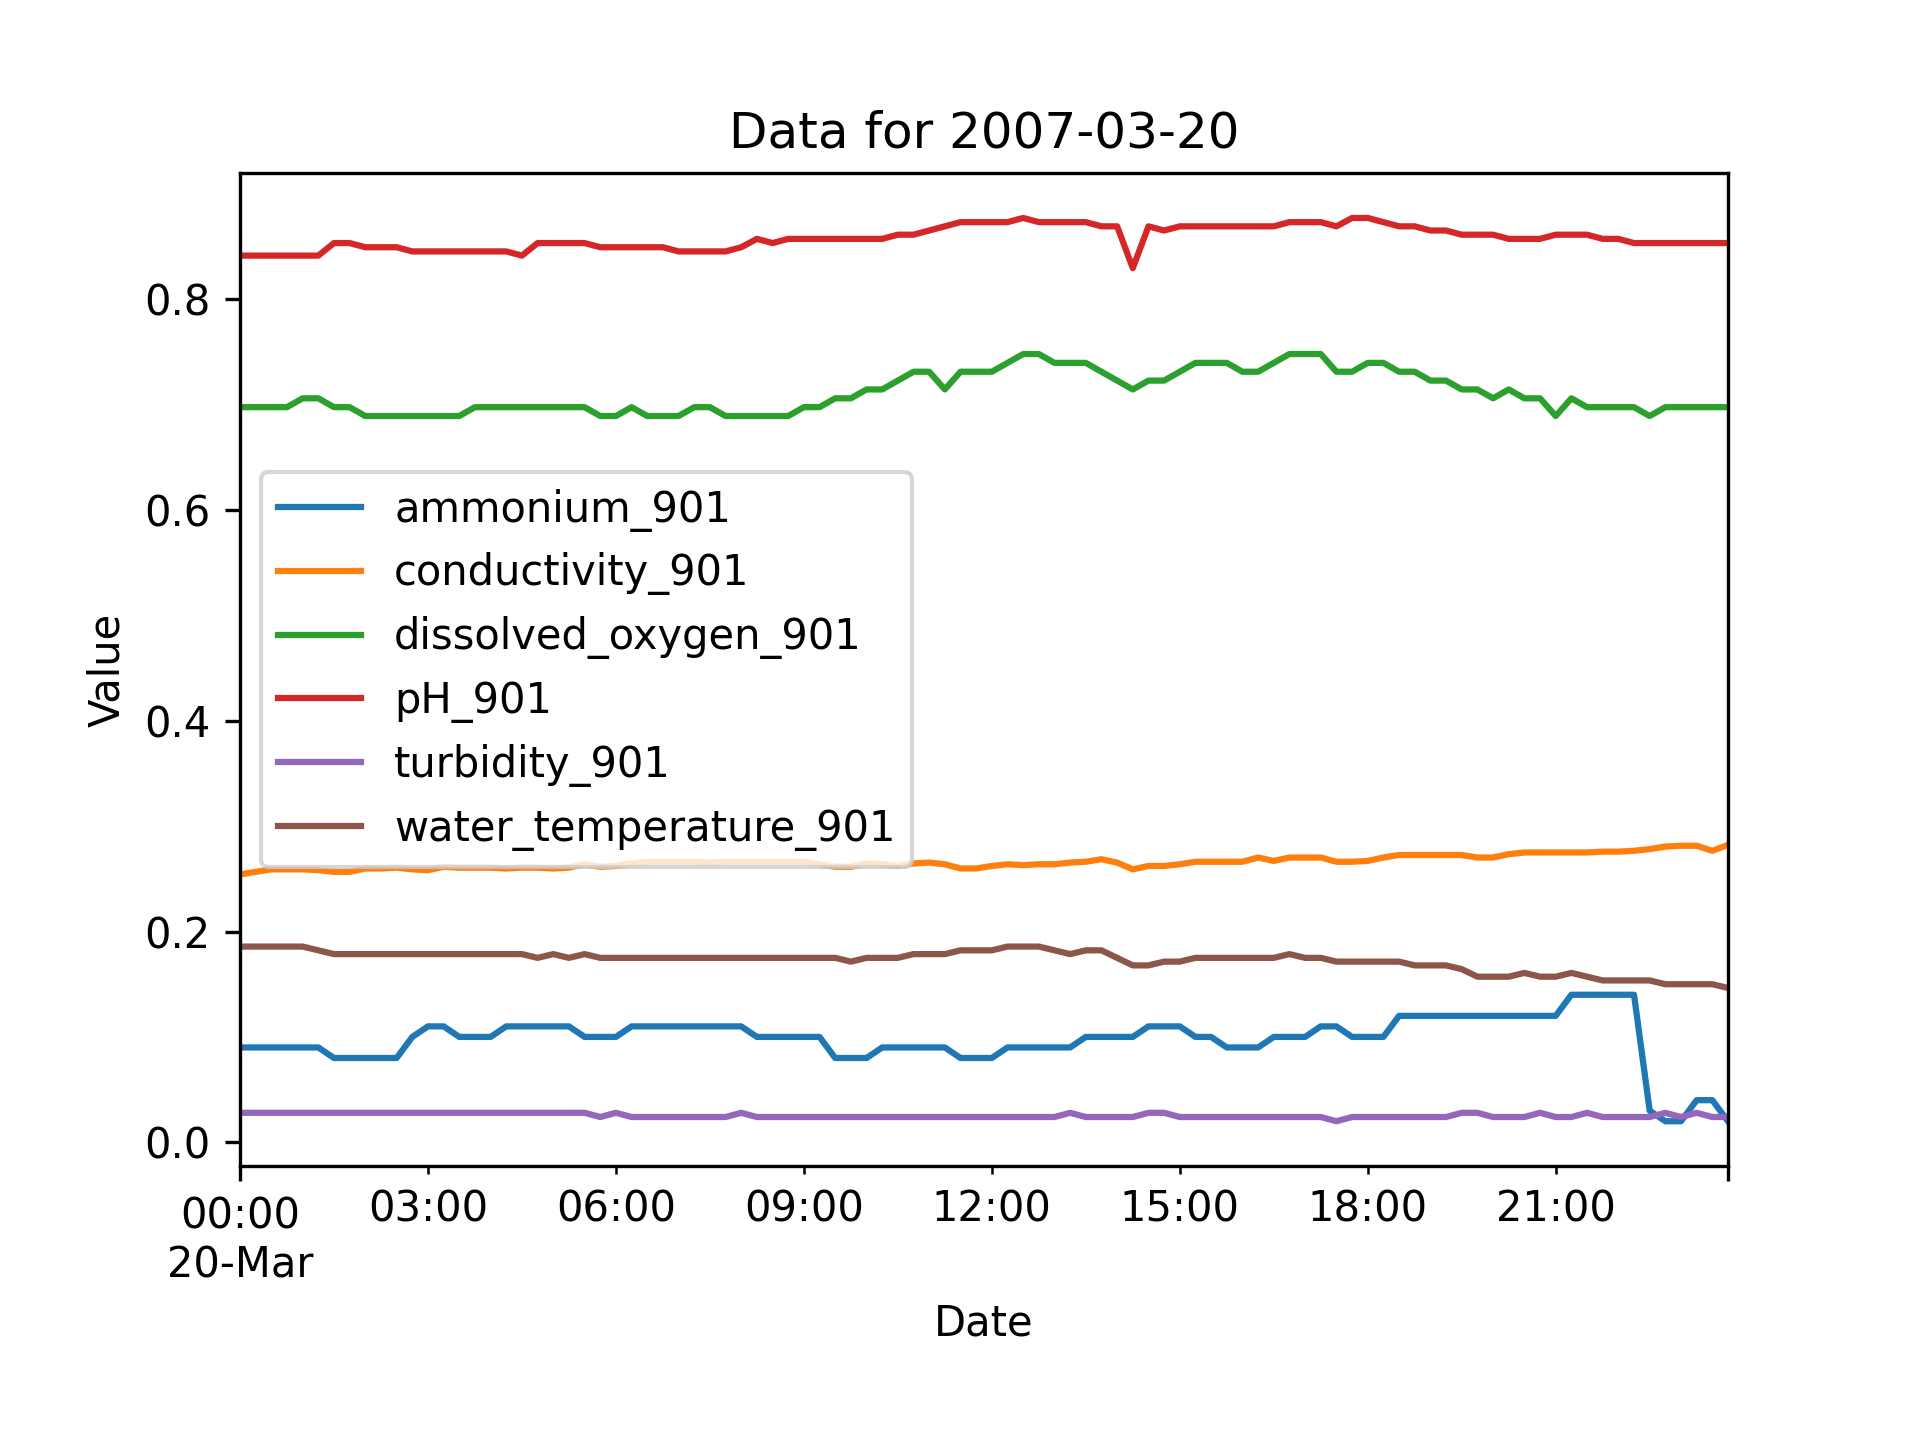 Data for 2007-03-20
Value
0.8
0.6
0.4
0.2
0.0
ammonium_901
conductivity_901
dissolved_oxygen_901
pH_901
turbidity_901
water_temperature_901
00:00 03:00 06:00 09:00 12:00 15:00 18:00 21:00
20-Mar
Date